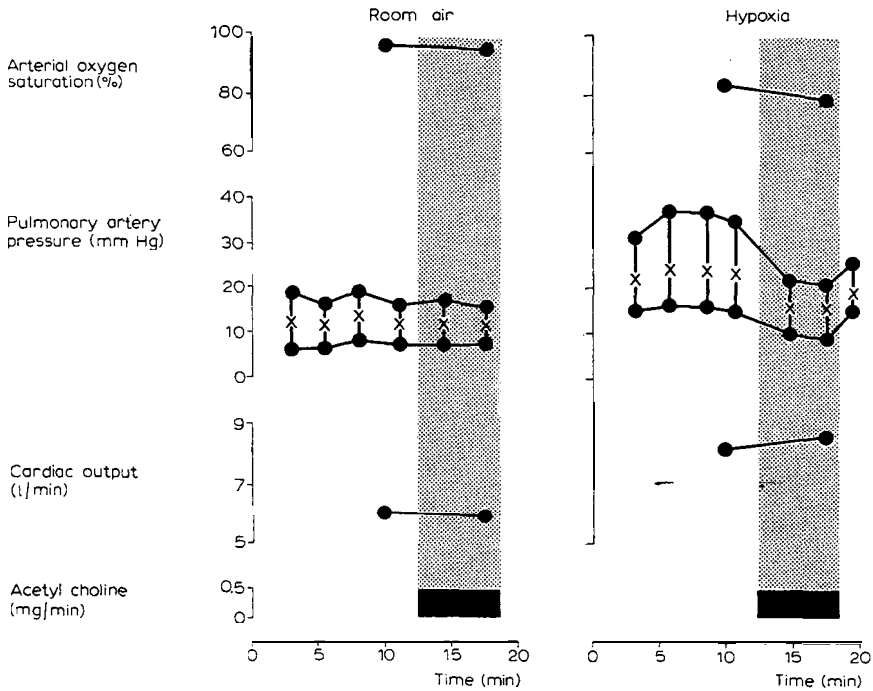 Room air
Hypoxia
Arterial oxygen
saturation (%)
100
80
60
Pulmonary artery
pressure (mm Hg)
40
30
20
10
0
Cardiac output
(l/min)
9
7
5
Acetyl choline
(mg/min)
0.5
0
0 5 10 15 20
Time (min)
0 5 10 15 20
Time (min)